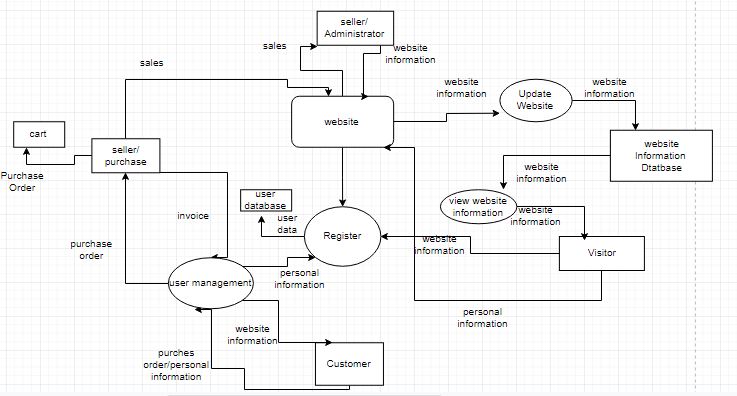 seller/
Administrator
sales
website
information
sales
website
information
Update
Website
website
information
website
cart
seller/
purchase
website
Information
Dtatbase
Purchase
Order
website
information
user
database
view website
information
website
information
invoice
user
data
Register
website
information
Visitor
purchase
order
user management
personal
information
personal
information
website
information
purches
order/personal
information
Customer